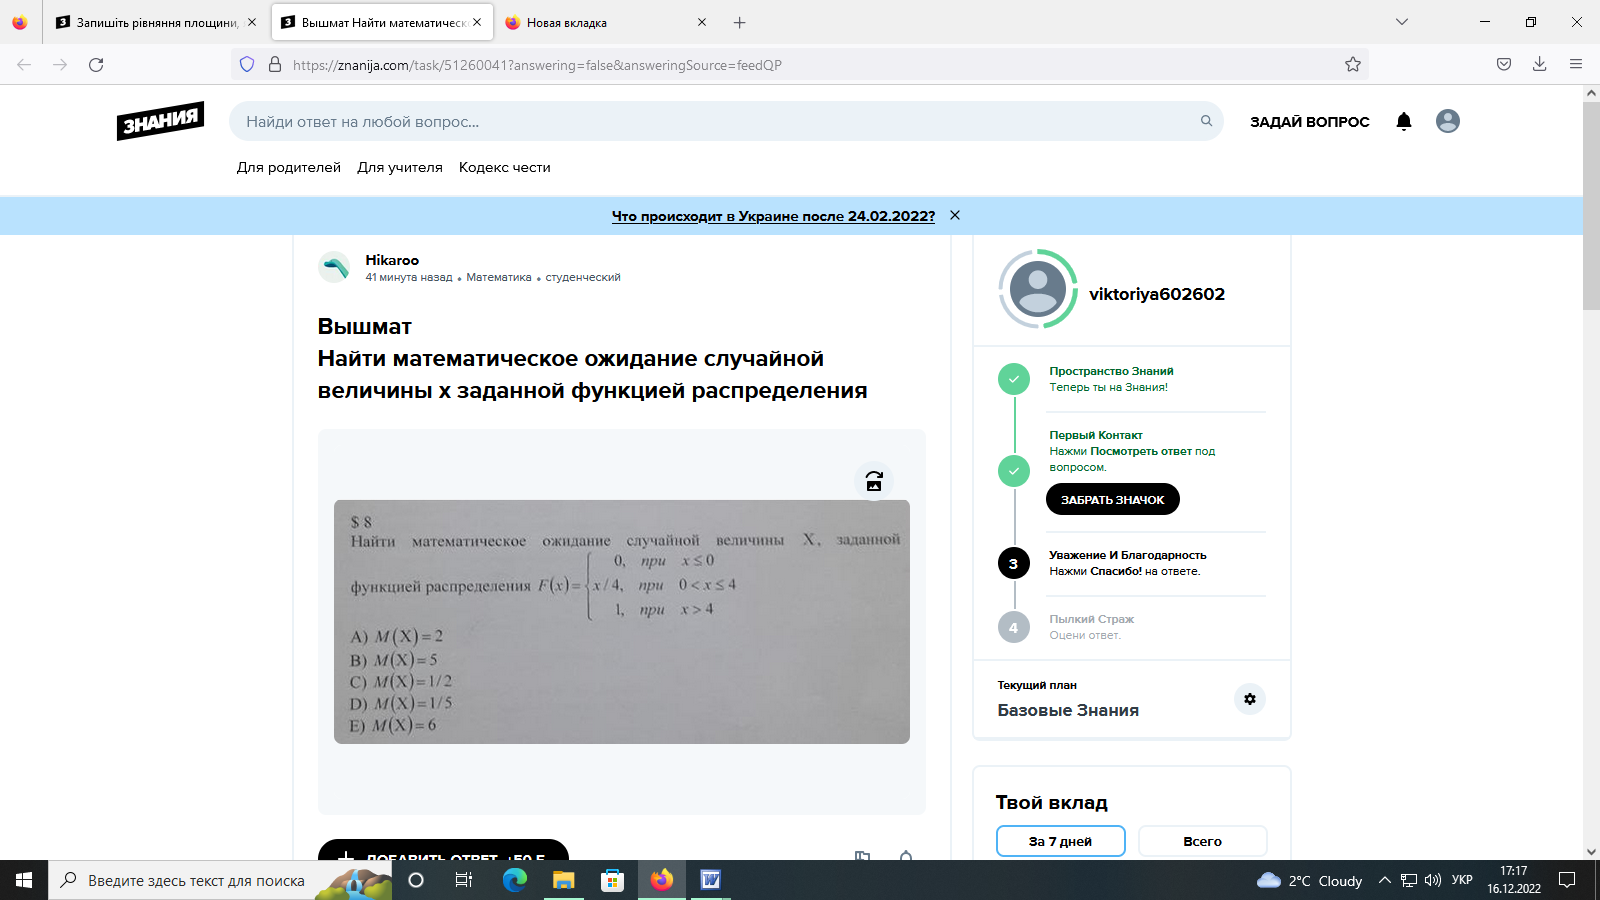 Запишіть рівняння площини,
Вышмат Найти математическ
Новая вкладка
https://znanija.com/task/51260041?answering=false&answeringSource=feedQP
ЗНАНИЯ
Найди ответ на любой вопрос...
ЗАДАЙ ВОПРОС
Для родителей Для учителя Кодекс чести
Что происходит в Украине после 24.02.2022?
Hikaroo
41 минута назад • Математика • студенческий
Вышмат
Найти математическое ожидание случайной
величины х заданной функцией распределения
$ 8
Найти математическое ожидание случайной величины X, заданной
0, при x ≤ 0
функцией распределения F(x)= x/4, при 0 < x ≤ 4
1, при x > 4
A) M(X)=2
B) M(X)=5
C) M(X)=1/2
D) M(X)=1/5
E) M(X)=6
ДОБАВИТЬ ОТВЕТ +50 Б
viktoriya602602
Пространство Знаний
Теперь ты на Знания!
Первый Контакт
Нажми Посмотреть ответ под
вопросом.
ЗАБРАТЬ ЗНАЧОК
3
Уважение И Благодарность
Нажми Спасибо! на ответе.
4
Пылкий Страж
Оцени ответ.
Текущий план
Базовые Знания
Твой вклад
За 7 дней
Всего
Введите здесь текст для поиска
2°C Cloudy
УКР
17:17
16.12.2022